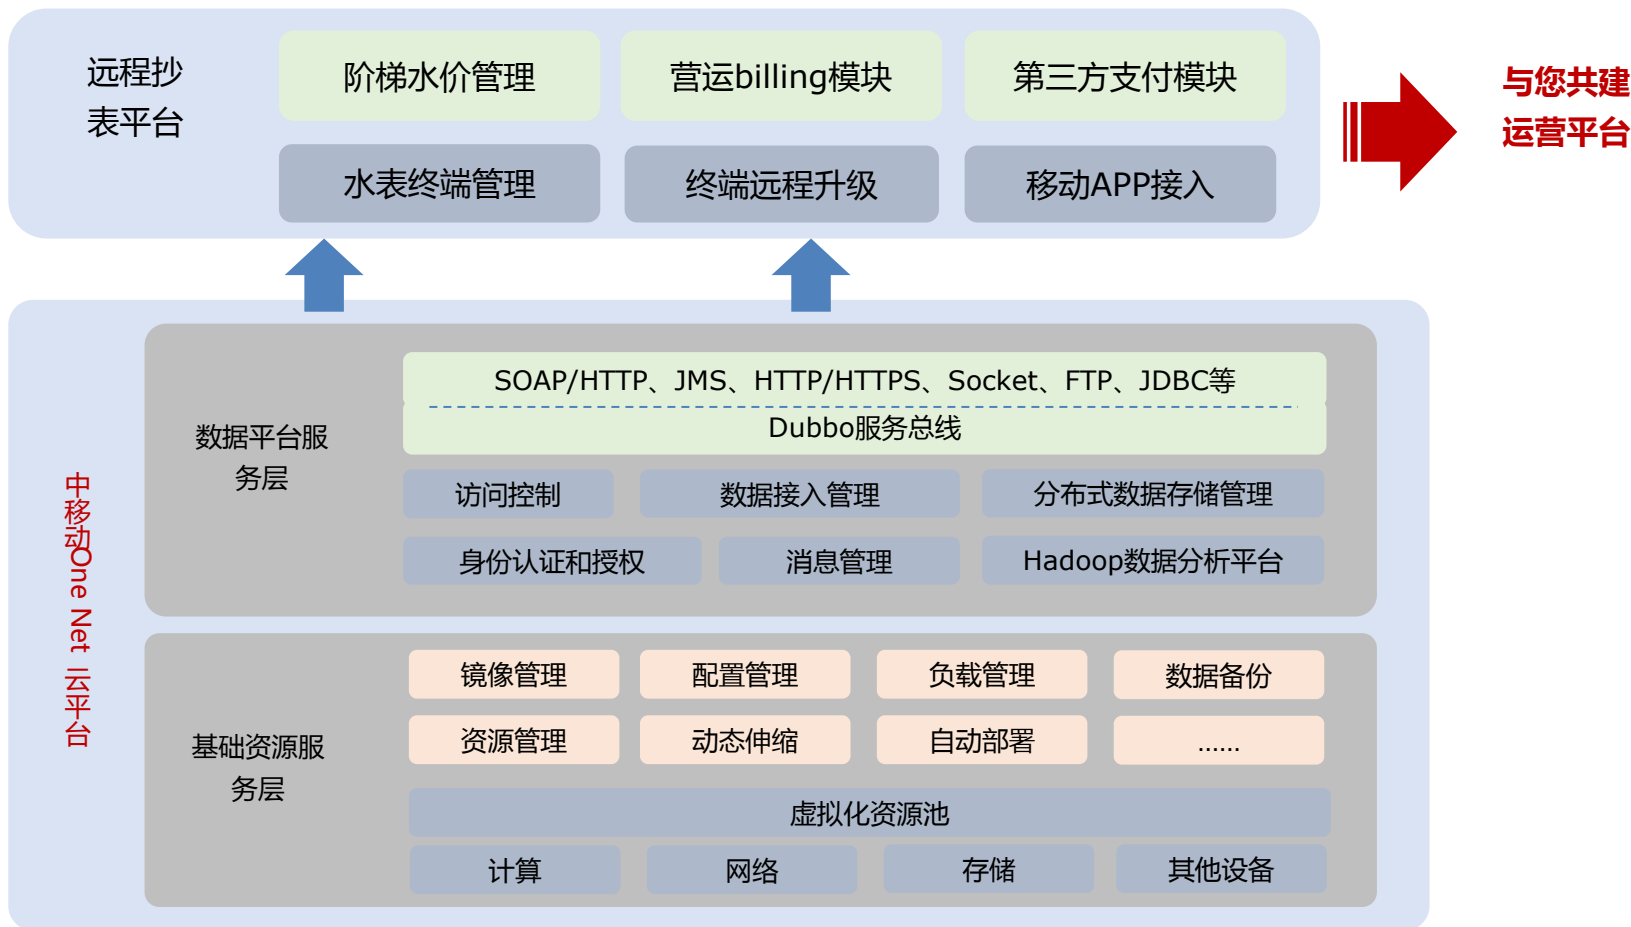 远程抄
表平台
阶梯水价管理
营运billing模块
第三方支付模块
水表终端管理
终端远程升级
移动APP接入
与您共建
运营平台
中移动One Net 云平台
数据平台服
务层
SOAP/HTTP、JMS、HTTP/HTTPS、Socket、FTP、JDBC等
Dubbo服务总线
访问控制
数据接入管理
分布式数据存储管理
身份认证和授权
消息管理
Hadoop数据分析平台
基础资源服
务层
镜像管理
配置管理
负载管理
数据备份
资源管理
动态伸缩
自动部署
......
虚拟化资源池
计算
网络
存储
其他设备